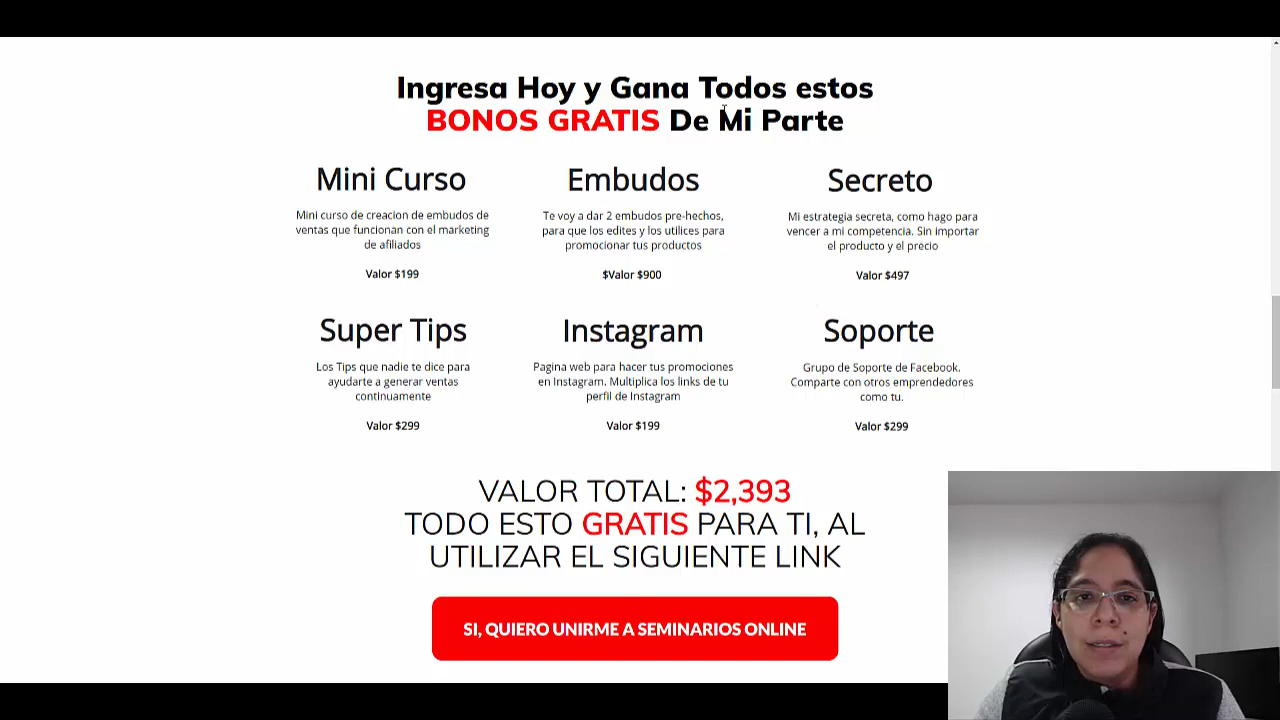 Ingresa Hoy y Gana Todos estos
BONOS GRATIS De Mi Parte
Mini Curso
Mini curso de creacion de embudos de
ventas que funcionan con el marketing
de afiliados
Valor $199
Embudos
Te voy a dar 2 embudos pre-hechos,
para que los edites y los utilices para
promocionar tus productos
$Valor $900
Secreto
Mi estrategia secreta, como hago para
vencer a mi competencia. Sin importar
el producto y el precio
Valor $497
Super Tips
Los Tips que nadie te dice para
ayudarte a generar ventas
continuamente
Valor $299
Instagram
Pagina web para hacer tus promociones
en Instagram. Multiplica los links de tu
perfil de Instagram
Valor $199
Soporte
Grupo de Soporte de Facebook.
Comparte con otros emprendedores
como tu.
Valor $299
VALOR TOTAL: $2,393
TODO ESTO GRATIS PARA TI, AL
UTILIZAR EL SIGUIENTE LINK
SI, QUIERO UNIRME A SEMINARIOS ONLINE